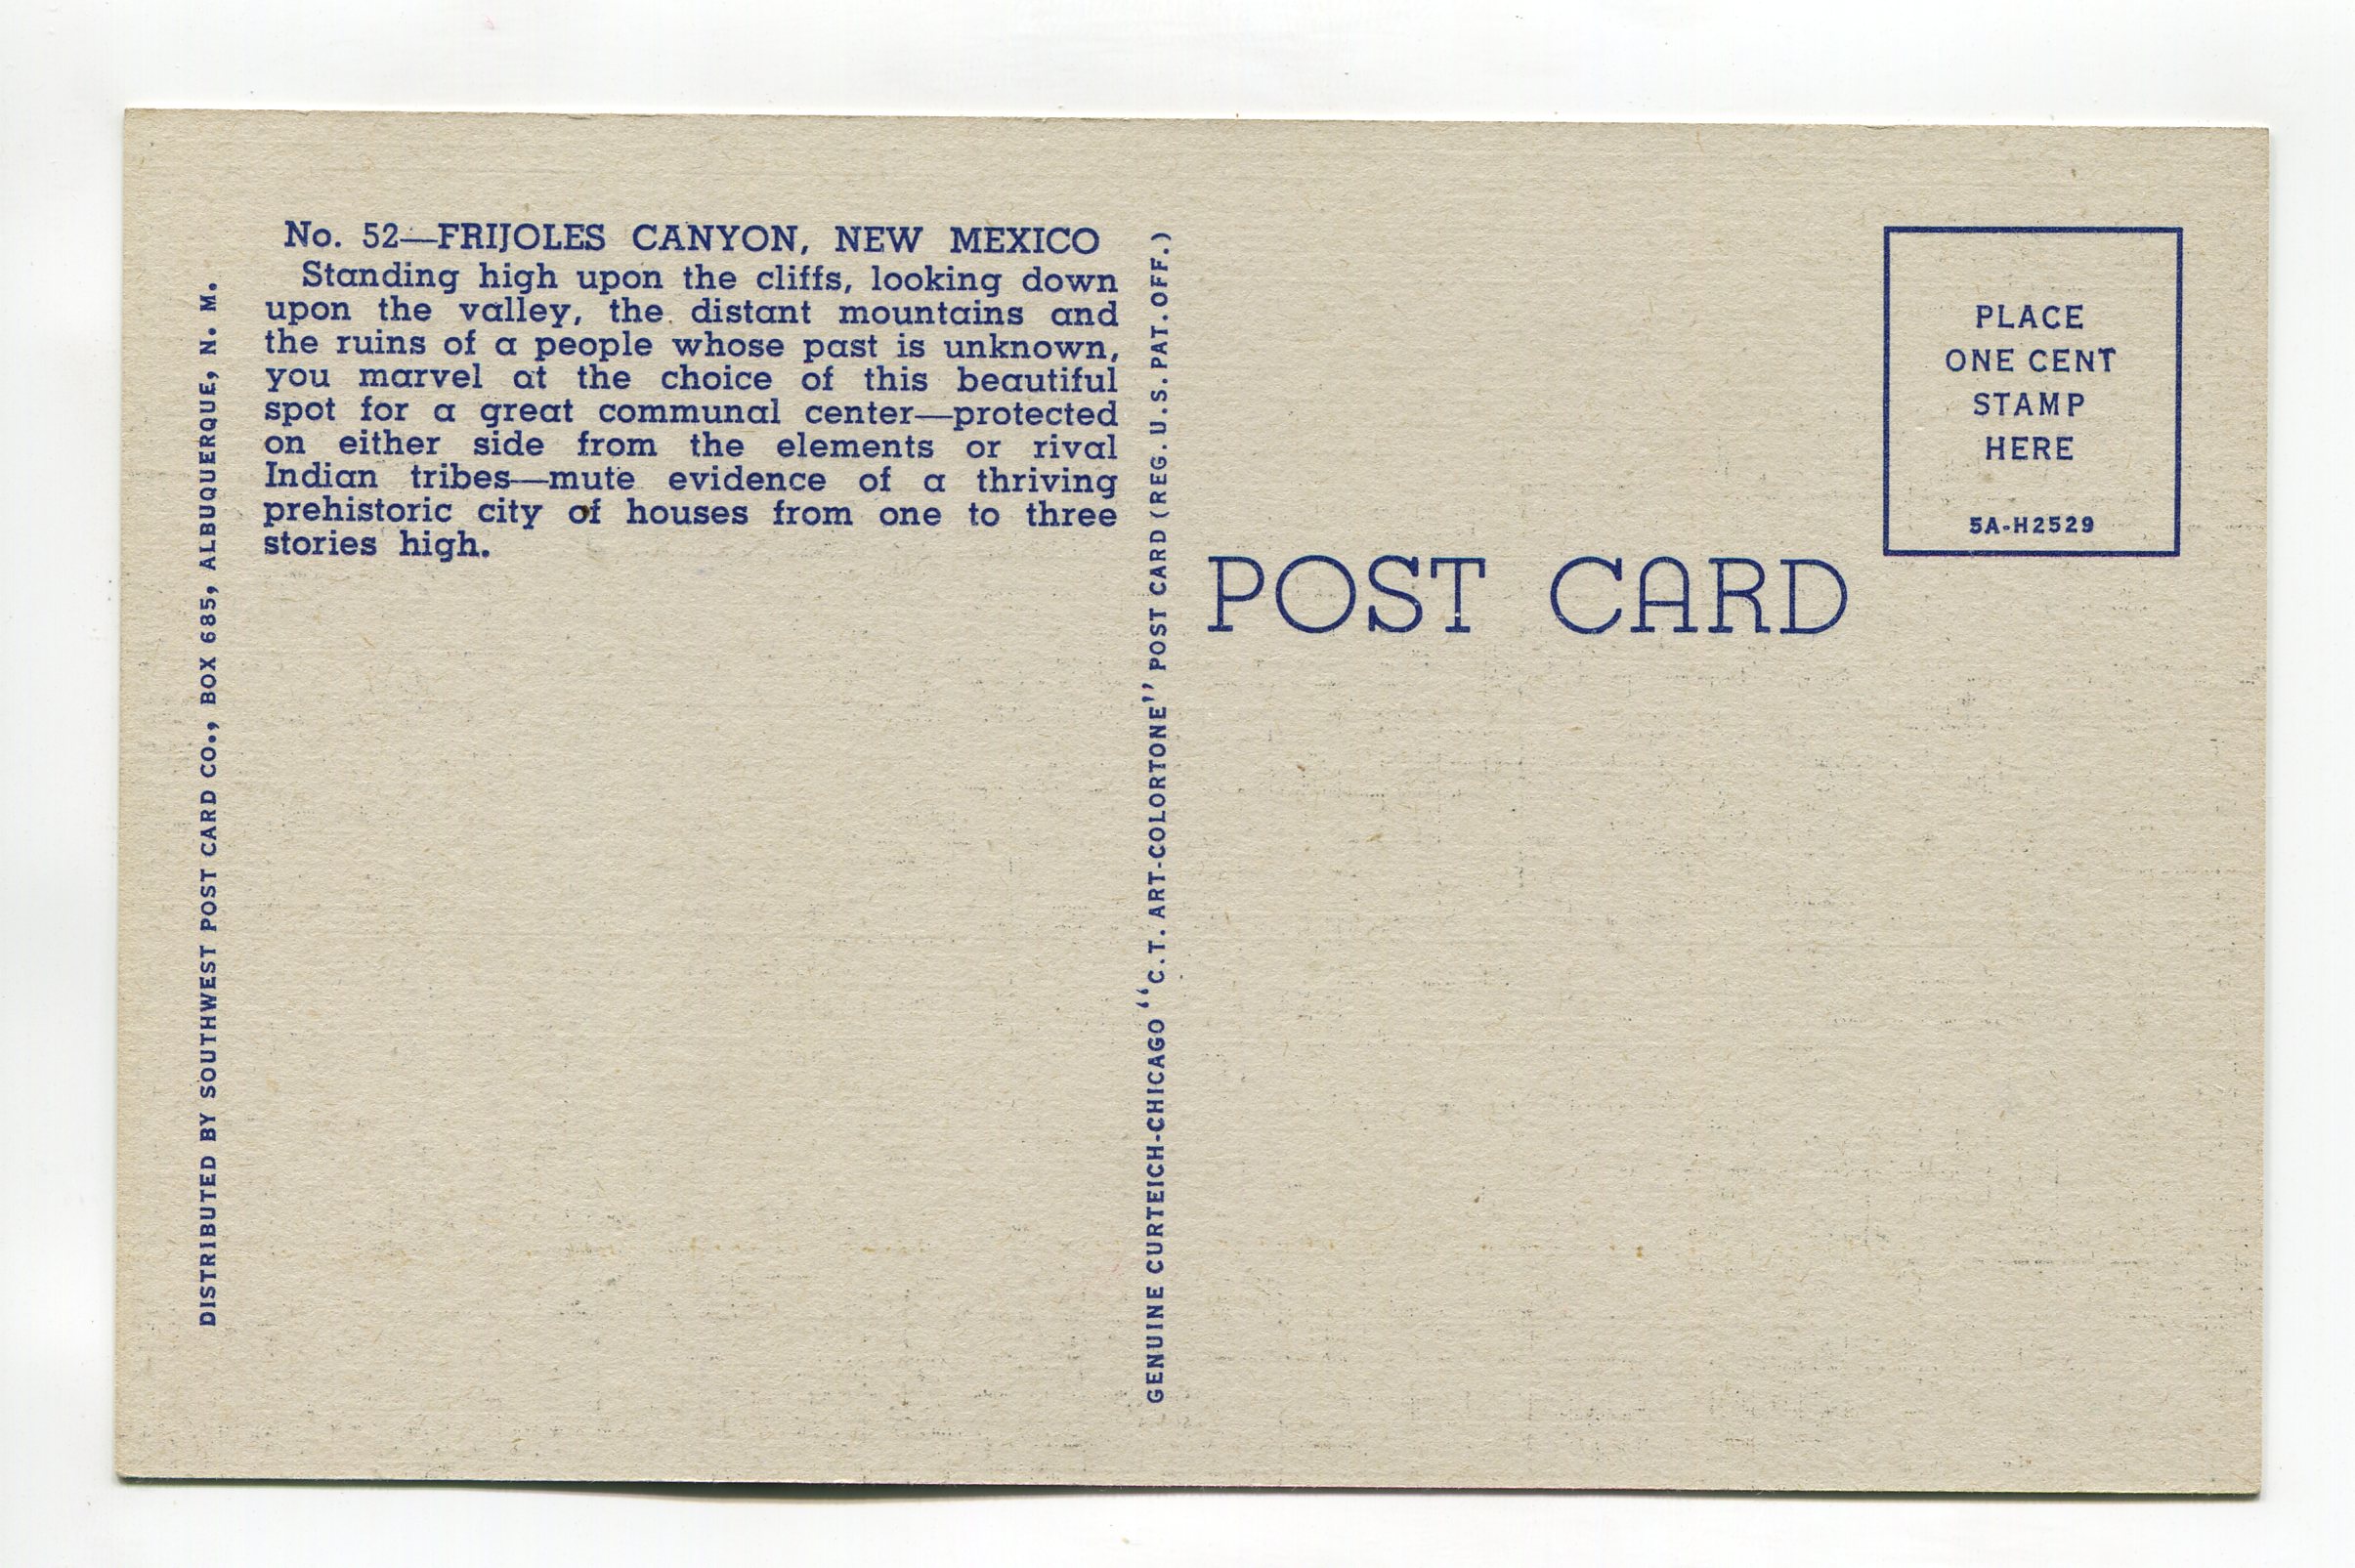 No. 52—FRIJOLES CANYON, NEW MEXICO
Standing high upon the cliffs, looking down
upon the valley, the distant mountains and
the ruins of a people whose past is unknown,
you marvel at the choice of this beautiful
spot for a great communal center—protected
on either side from the elements or rival
Indian tribes—mute evidence of a thriving
prehistoric city of houses from one to three
stories high.
DISTRIBUTED BY SOUTHWEST POST CARD CO., BOX 685, ALBUQUERQUE, N. M.
GENUINE CURTEICH-CHICAGO "C.T. ART-COLORTONE" POST CARD (REG. U.S. PAT. OFF.)
POST CARD
PLACE
ONE CENT
STAMP
HERE
5A-H2529